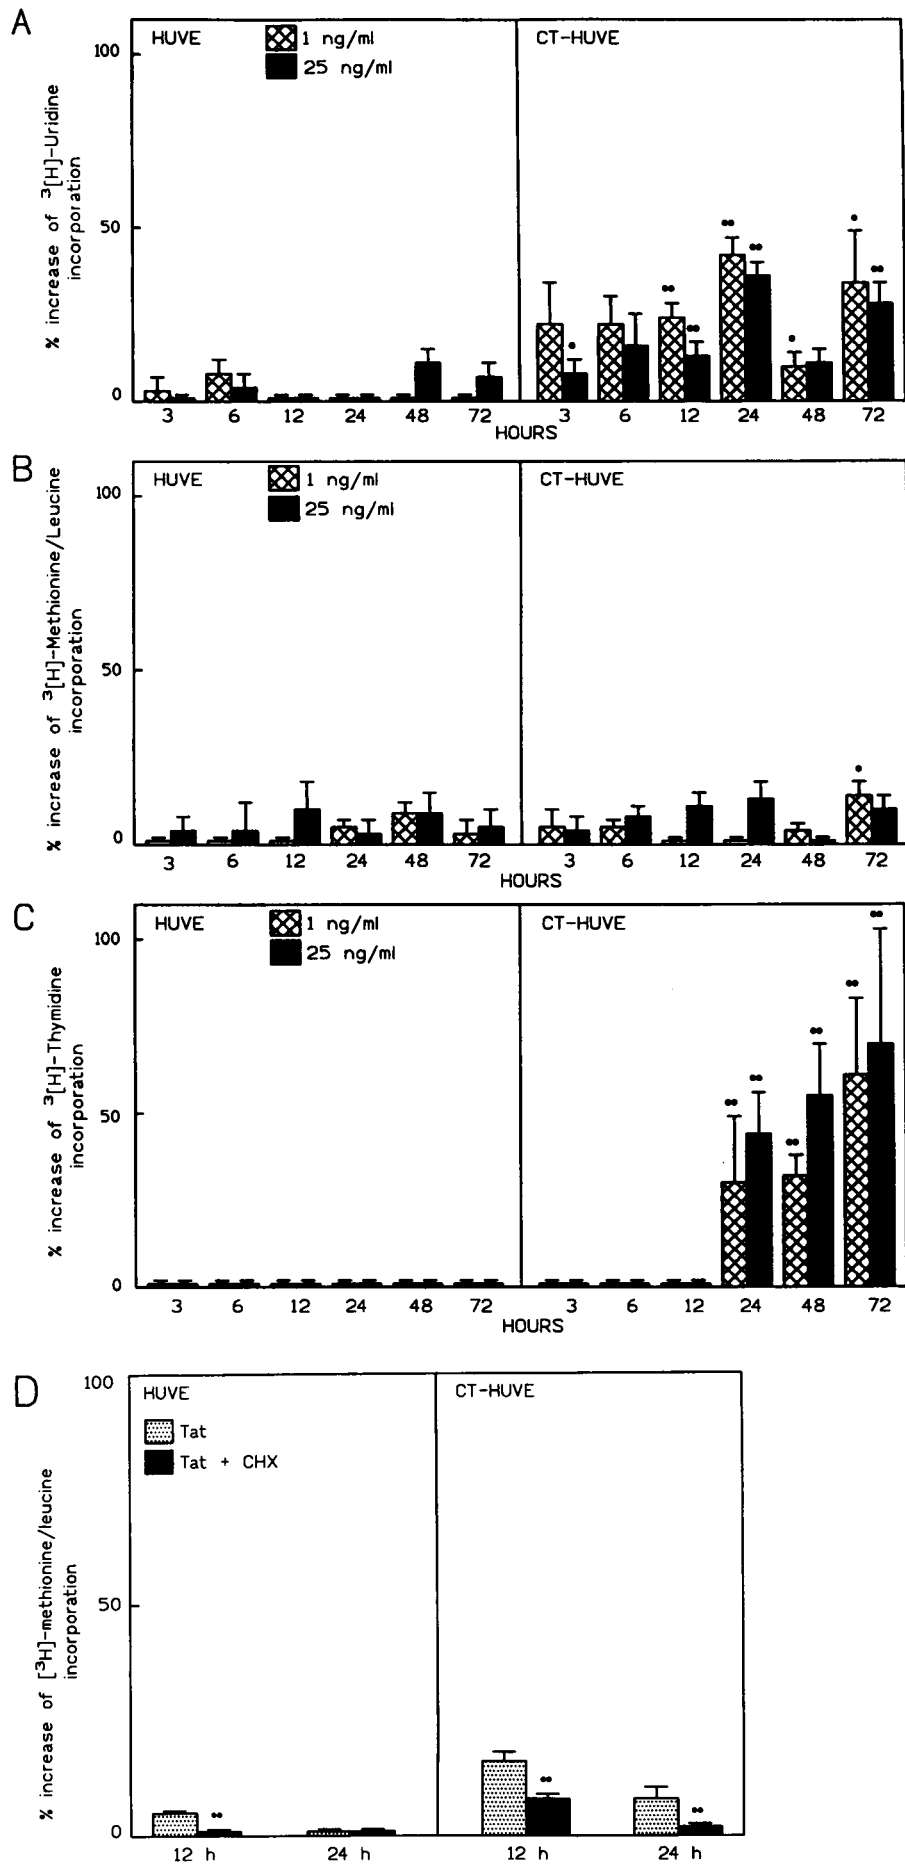 A
HUVE
1 ng/ml
25 ng/ml
CT-HUVE
100
50
0
% increase of ³[H]-Uridine
incorporation
3 6 12 24 48 72 3 6 12 24 48 72
HOURS
B
HUVE
1 ng/ml
25 ng/ml
CT-HUVE
100
50
0
% increase of ³[H]-Methionine/Leucine
incorporation
3 6 12 24 48 72 3 6 12 24 48 72
HOURS
C
HUVE
1 ng/ml
25 ng/ml
CT-HUVE
100
50
0
% increase of ³[H]-Thymidine
incorporation
3 6 12 24 48 72 3 6 12 24 48 72
HOURS
D
HUVE
Tat
Tat + CHX
CT-HUVE
100
50
0
% increase of [³H]-methionine/leucine
incorporation
12 h 24 h 12 h 24 h